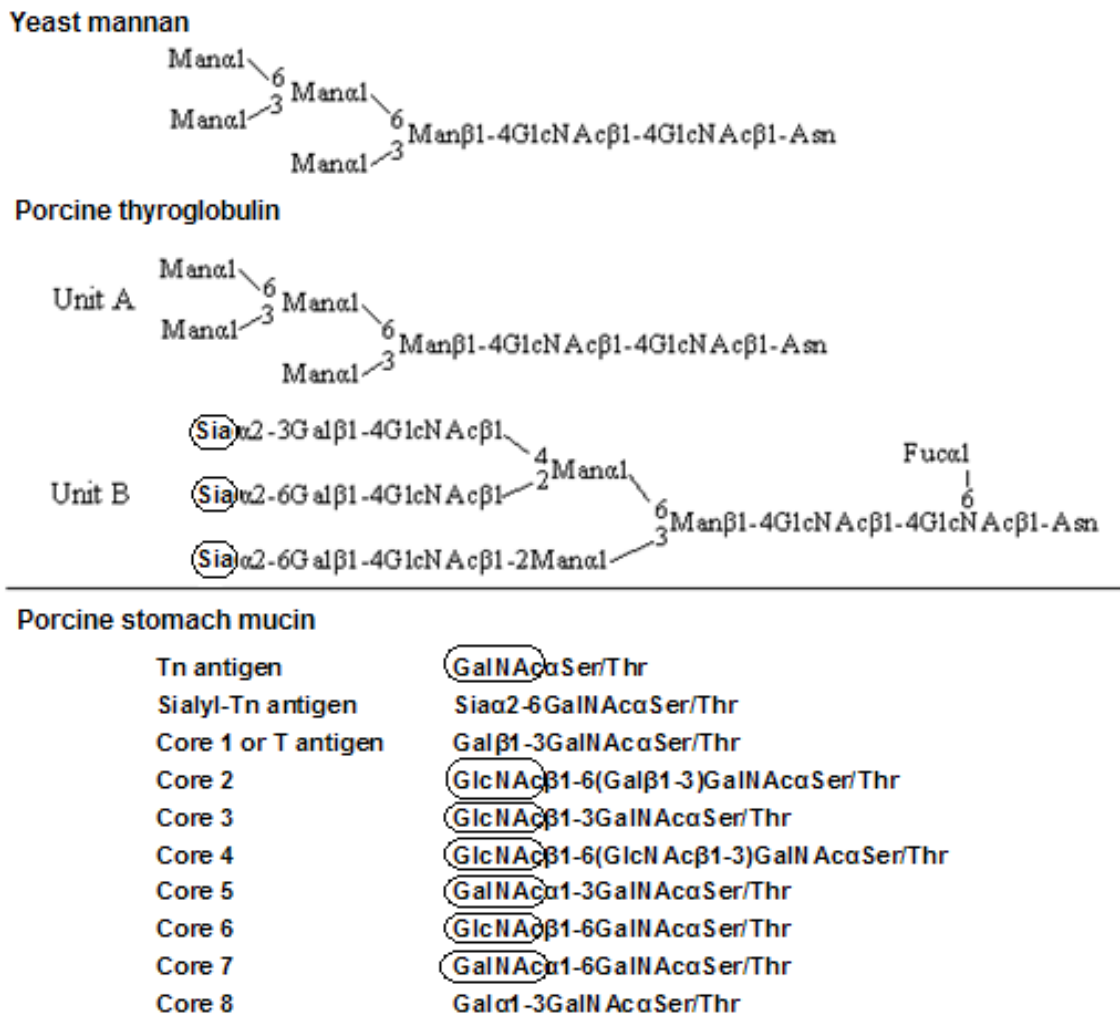 Yeast mannan
Manα1
6
3 Manα1
Manα1
6
3 Manβ1-4GlcNAcβ1-4GlcNAcβ1-Asn
Manα1
Porcine thyroglobulin
Manα1
Unit A
6
3 Manα1
Manα1
6
3 Manβ1-4GlcNAcβ1-4GlcNAcβ1-Asn
Manα1
Siaα2-3Galβ1-4GlcNAcβ1
Fucα1
4
2 Manα1
Unit B
Siaα2-6Galβ1-4GlcNAcβ1
6
6
3 Manβ1-4GlcNAcβ1-4GlcNAcβ1-Asn
Siaα2-6Galβ1-4GlcNAcβ1-2Manα1
Porcine stomach mucin
Tn antigen GalNAcαSer/Thr
Sialyl-Tn antigen Siaα2-6GalNAcαSer/Thr
Core 1 or T antigen Galβ1-3GalNAcαSer/Thr
Core 2 GlcNAcβ1-6(Galβ1-3)GalNAcαSer/Thr
Core 3 GlcNAcβ1-3GalNAcαSer/Thr
Core 4 GlcNAcβ1-6(GlcNAcβ1-3)GalNAcαSer/Thr
Core 5 GalNAcα1-3GalNAcαSer/Thr
Core 6 GlcNAcβ1-6GalNAcαSer/Thr
Core 7 GalNAcα1-6GalNAcαSer/Thr
Core 8 Galα1-3GalNAcαSer/Thr